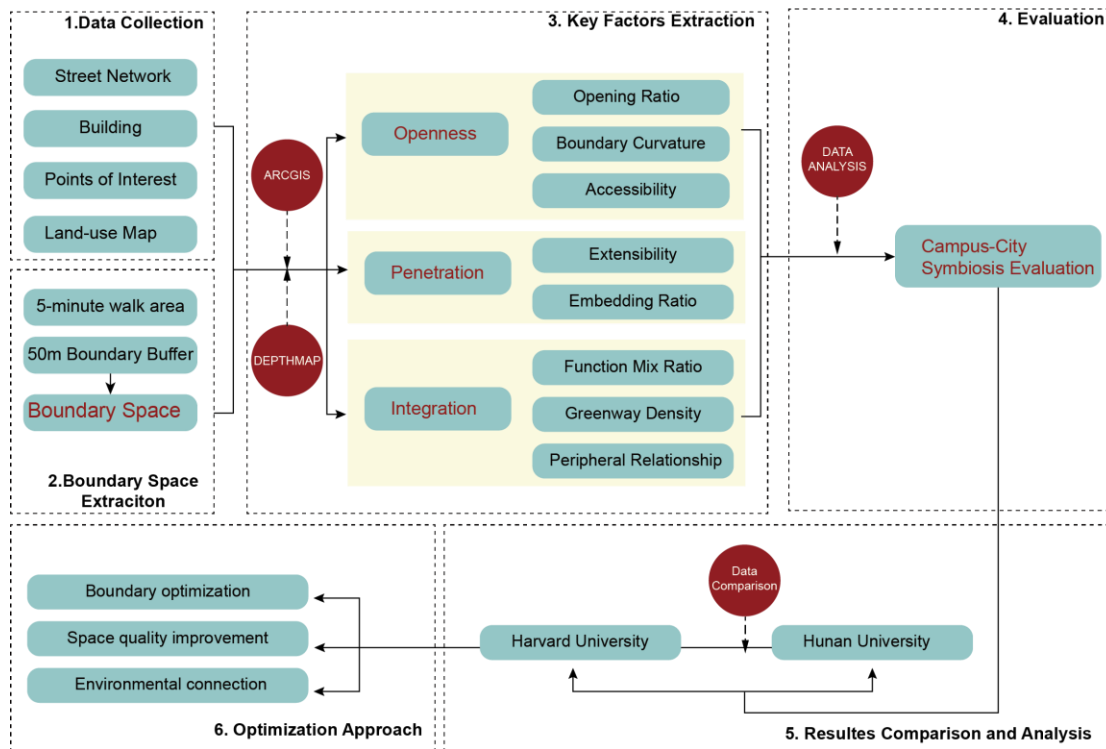 1.Data Collection
Street Network
Building
Points of Interest
Land-use Map
5-minute walk area
50m Boundary Buffer
Boundary Space
2.Boundary Space
Extraciton
ARCGIS
DEPTHMAP
3. Key Factors Extraction
Openness
Opening Ratio
Boundary Curvature
Accessibility
Penetration
Extensibility
Embedding Ratio
Integration
Function Mix Ratio
Greenway Density
Peripheral Relationship
4. Evaluation
DATA
ANALYSIS
Campus-City
Symbiosis Evaluation
Data
Comparison
Harvard University
Hunan University
5. Resultes Comparison and Analysis
Boundary optimization
Space quality improvement
Environmental connection
6. Optimization Approach